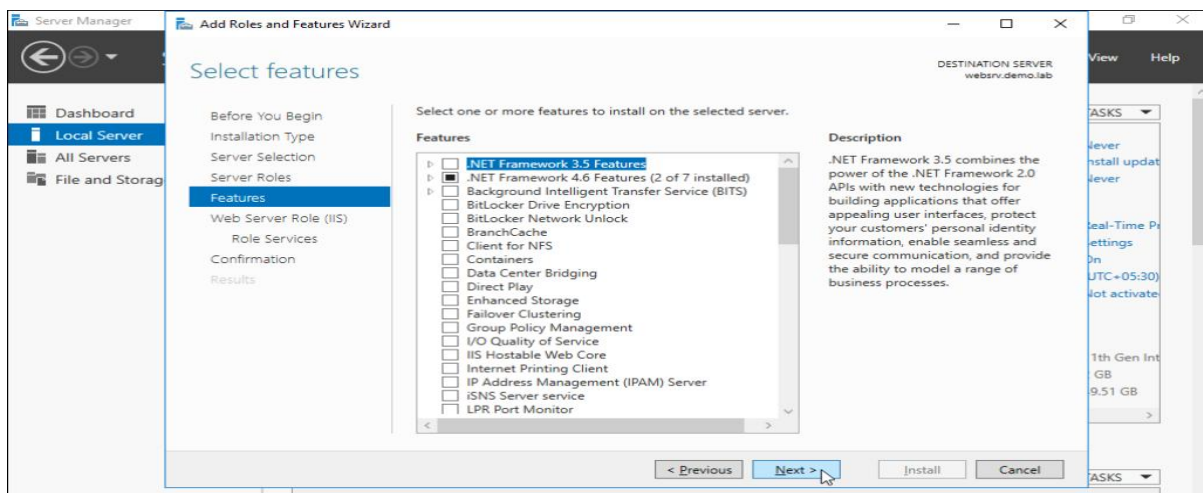 Server Manager
Add Roles and Features Wizard
View
Help
Select features
DESTINATION SERVER
websrv.demo.lab
Dashboard
Local Server
All Servers
File and Storag
Before You Begin
Installation Type
Server Selection
Server Roles
Features
Web Server Role (IIS)
Role Services
Confirmation
Results
Select one or more features to install on the selected server.
Features
.NET Framework 3.5 Features
.NET Framework 4.6 Features (2 of 7 installed)
Background Intelligent Transfer Service (BITS)
BitLocker Drive Encryption
BitLocker Network Unlock
BranchCache
Client for NFS
Containers
Data Center Bridging
Direct Play
Enhanced Storage
Failover Clustering
Group Policy Management
I/O Quality of Service
IIS Hostable Web Core
Internet Printing Client
IP Address Management (IPAM) Server
iSNS Server service
LPR Port Monitor
Description
.NET Framework 3.5 combines the
power of the .NET Framework 2.0
APIs with new technologies for
building applications that offer
appealing user interfaces, protect
your customers' personal identity
information, enable seamless and
secure communication, and provide
the ability to model a range of
business processes.
TASKS
Never
nstall updat
Never
Real-Time Pr
ettings
On
UTC+05:30)
Not activate
1th Gen Int
GB
9.51 GB
< Previous
Next >
Install
Cancel
TASKS